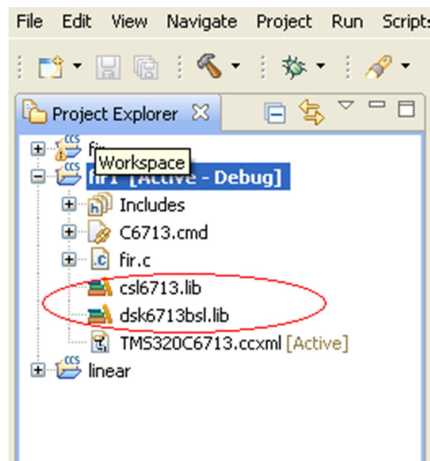 File Edit View Navigate Project Run Scripts
Project Explorer
fir
Workspace
fir1 [Active - Debug]
Includes
C6713.cmd
fir.c
csl6713.lib
dsk6713bsl.lib
TMS320C6713.ccxml [Active]
linear